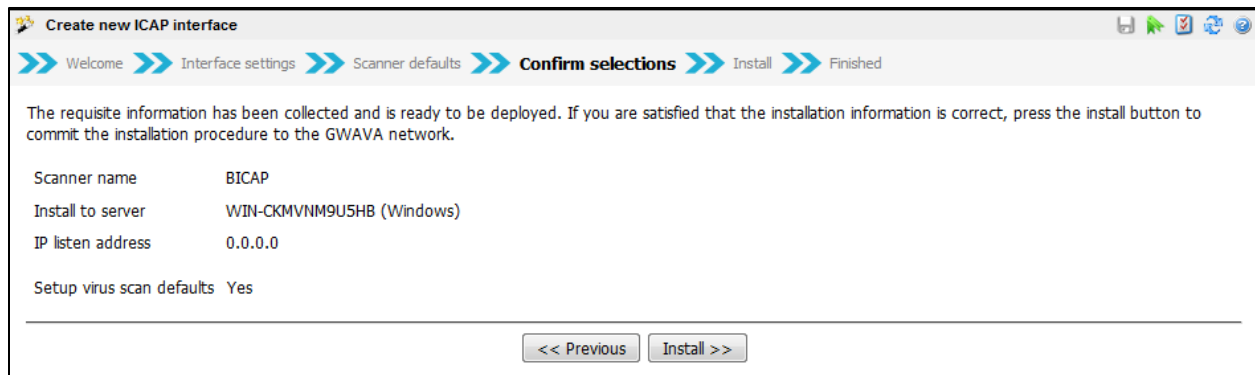 Create new ICAP interface
Welcome Interface settings Scanner defaults Confirm selections Install Finished
The requisite information has been collected and is ready to be deployed. If you are satisfied that the installation information is correct, press the install button to
commit the installation procedure to the GWAVA network.
Scanner name BICAP
Install to server WIN-CKMVNM9U5HB (Windows)
IP listen address 0.0.0.0
Setup virus scan defaults Yes
<< Previous Install >>